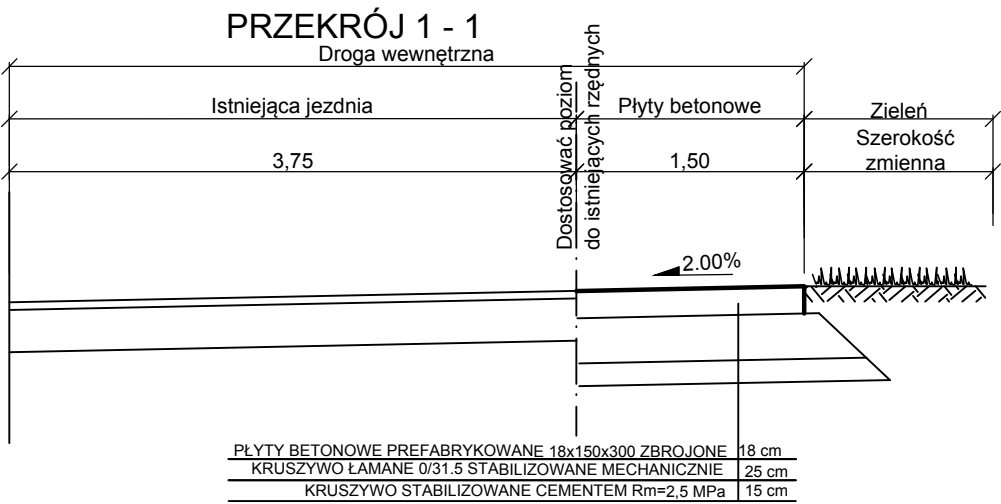 PRZEKRÓJ 1 - 1
Droga wewnętrzna
Istniejąca jezdnia
Dostosować poziom
do istniejących rzędnych
Płyty betonowe
Zieleń
Szerokość
zmienna
3,75
1,50
2.00%
PŁYTY BETONOWE PREFABRYKOWANE 18x150x300 ZBROJONE 18 cm
KRUSZYWO ŁAMANE 0/31.5 STABILIZOWANE MECHANICZNIE 25 cm
KRUSZYWO STABILIZOWANE CEMENTEM Rm=2,5 MPa 15 cm